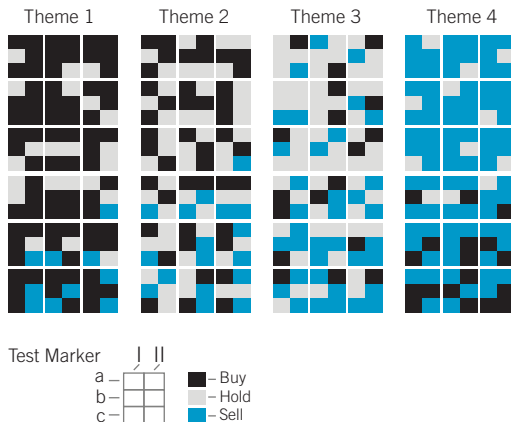 Theme 1 Theme 2 Theme 3 Theme 4
Test Marker I II
a
b
c
Buy
Hold
Sell